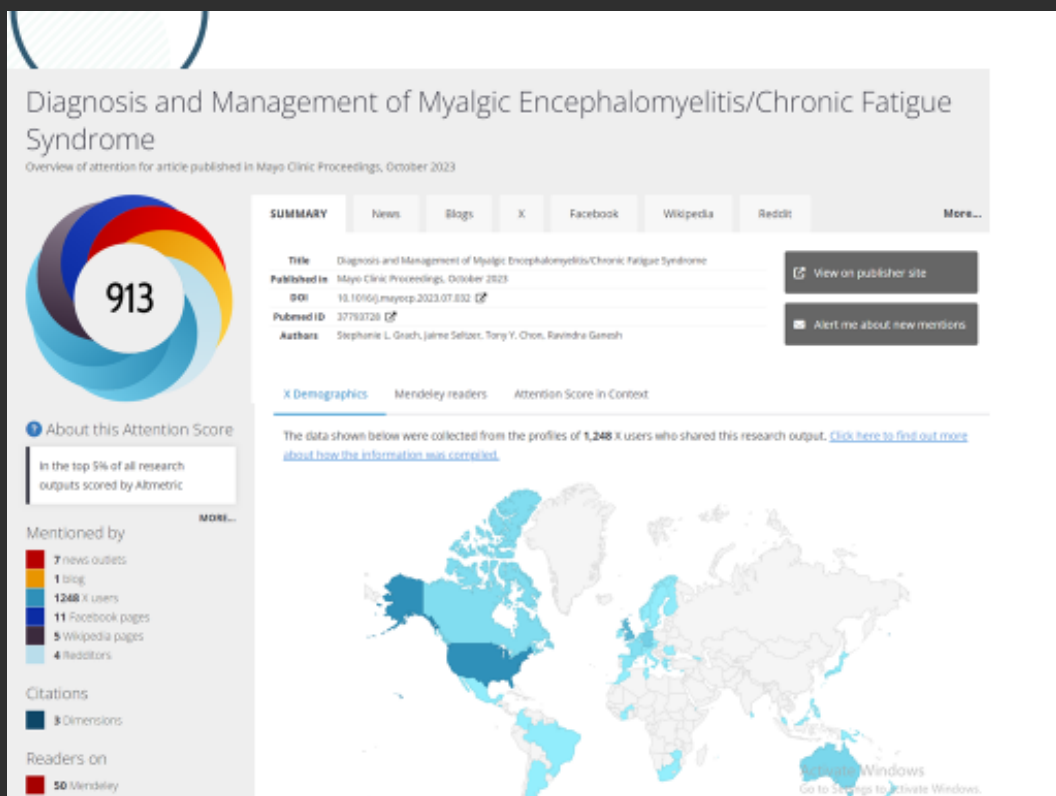 Diagnosis and Management of Myalgic Encephalomyelitis/Chronic Fatigue
Syndrome
Overview of attention for article published in Mayo Clinic Proceedings, October 2023
913
SUMMARY News Blogs X Facebook Wikipedia Reddit More...
Title Diagnosis and Management of Myalgic Encephalomyelitis/Chronic Fatigue Syndrome
Published in Mayo Clinic Proceedings, October 2023
DOI 10.1016/j.mayocp.2023.07.032
Pubmed ID 37793728
Authors Stephanie L. Grach, Jaime Seltzer, Tony Y. Chon, Ravindra Ganesh
View on publisher site
Alert me about new mentions
X Demographics Mendeley readers Attention Score in Context
The data shown below were collected from the profiles of 1,248 X users who shared this research output. Click here to find out more
about how the information was compiled.
? About this Attention Score
In the top 5% of all research
outputs scored by Altmetric
MORE...
Mentioned by
7 news outlets
1 blog
1248 X users
11 Facebook pages
5 Wikipedia pages
4 Redditors
Citations
3 Dimensions
Readers on
50 Mendeley
Activate Windows
Go to Settings to Activate Windows.